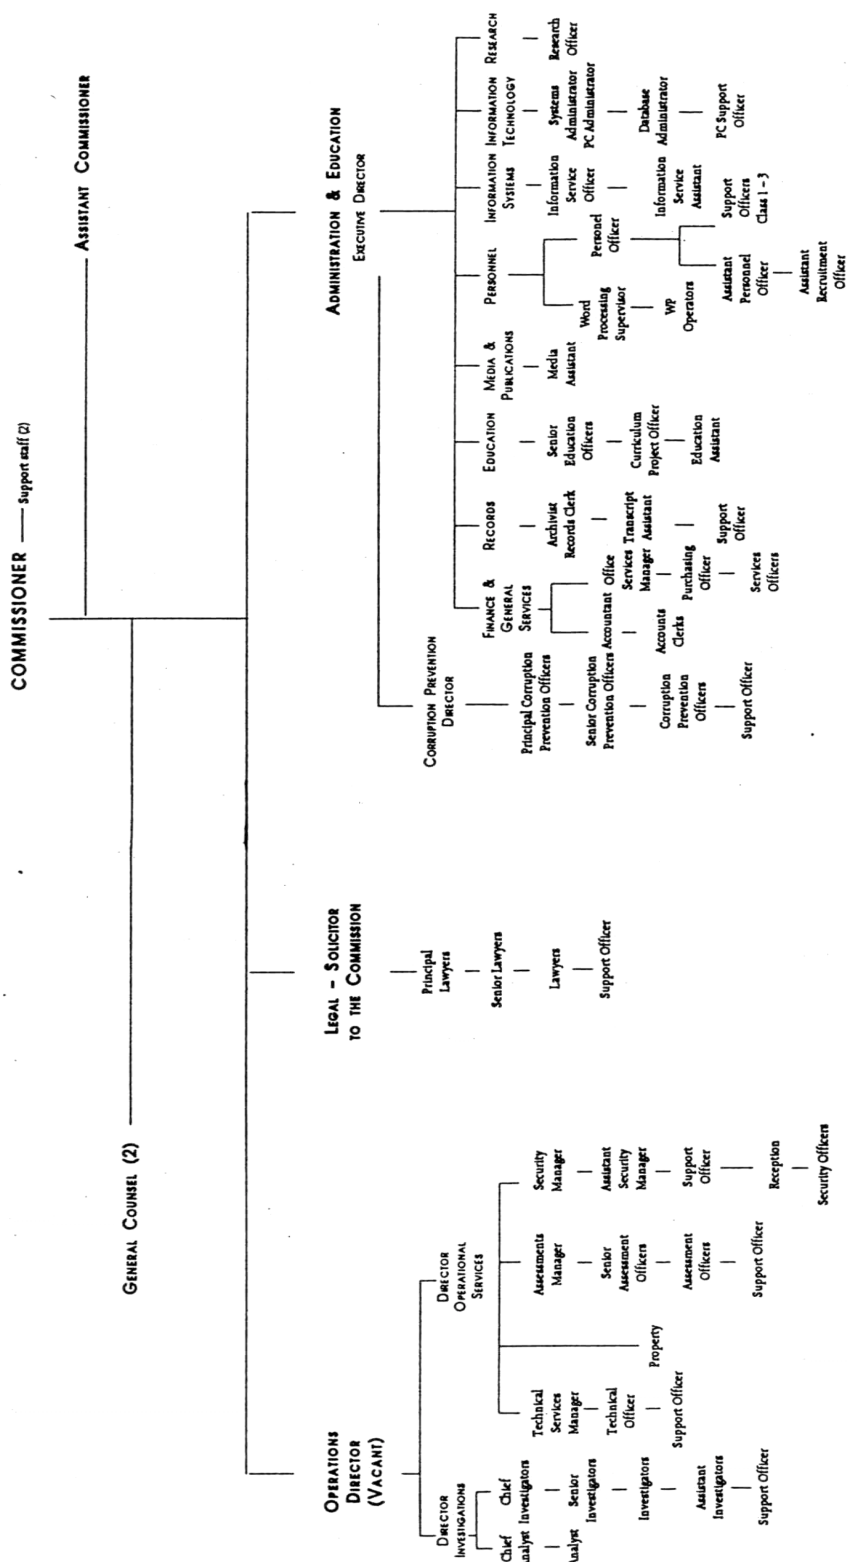 COMMISSIONER
Support staff (2)
ASSISTANT COMMISSIONER
GENERAL COUNSEL (2)
OPERATIONS
DIRECTOR
(VACANT)
LEGAL – SOLICITOR
TO THE COMMISSION
ADMINISTRATION & EDUCATION
EXECUTIVE DIRECTOR
DIRECTOR
INVESTIGATIONS
Chief
Analyst
Analyst
Chief
Investigators
Senior
Investigators
Investigators
Assistant
Investigators
Support Officer
DIRECTOR
OPERATIONAL
SERVICES
Technical
Services
Manager
Technical
Officer
Support Officer
Property
Assessments
Manager
Senior
Assessment
Officers
Assessment
Officers
Support Officer
Security
Manager
Assistant
Security
Manager
Support
Officer
Reception
Security Officers
Principal
Lawyers
Senior Lawyers
Lawyers
Support Officer
CORRUPTION PREVENTION
DIRECTOR
Principal Corruption
Prevention Officers
Senior Corruption
Prevention Officers
Corruption
Prevention
Officers
Support Officer
FINANCE &
GENERAL
SERVICES
Accountant
Accounts
Clerks
Office
Services
Manager
Purchasing
Officer
Services
Officers
RECORDS
Archivist
Records Clerk
Transcript
Assistant
Support
Officer
EDUCATION
Senior
Education
Officers
Curriculum
Project Officer
Education
Assistant
MEDIA &
PUBLICATIONS
Media
Assistant
PERSONNEL
Word
Processing
Supervisor
WP
Operators
Personel
Officer
Assistant
Personnel
Officer
Assistant
Recruitment
Officer
Support
Officers
Class 1 – 3
INFORMATION
SYSTEMS
Information
Service
Officer
Information
Service
Assistant
INFORMATION
TECHNOLOGY
Systems
Administrator
PC Administrator
Database
Administrator
PC Support
Officer
RESEARCH
Research
Officer